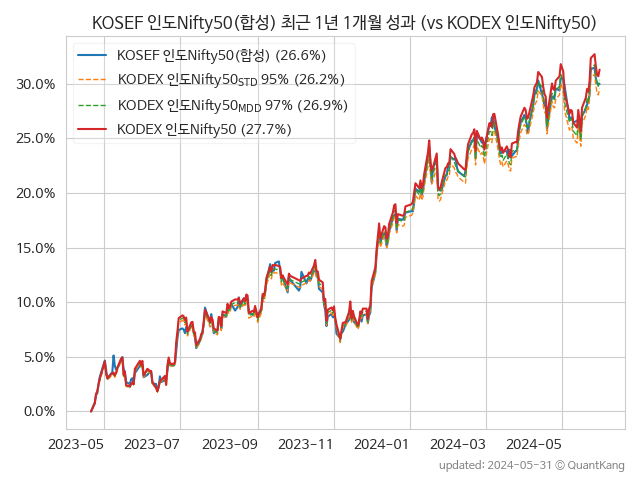 KOSEF 인도Nifty50(합성) 최근 1년 1개월 성과 (vs KODEX 인도Nifty50)
KOSEF 인도Nifty50(합성) (26.6%)
KODEX 인도Nifty50STD 95% (26.2%)
KODEX 인도Nifty50MDD 97% (26.9%)
KODEX 인도Nifty50 (27.7%)
30.0%
25.0%
20.0%
15.0%
10.0%
5.0%
0.0%
2023-05 2023-07 2023-09 2023-11 2024-01 2024-03 2024-05
updated: 2024-05-31 © QuantKang